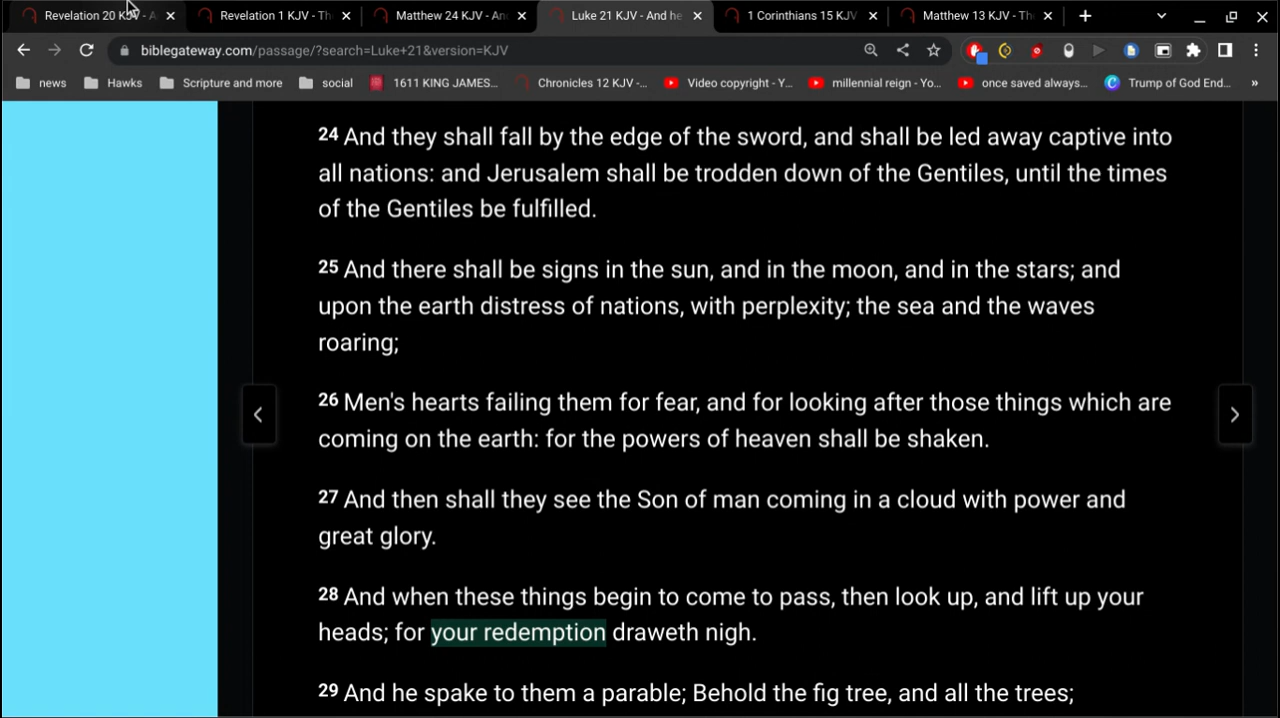 Revelation 20 KJV - A
Revelation 1 KJV - Th
Matthew 24 KJV - An
Luke 21 KJV - And he
1 Corinthians 15 KJV
Matthew 13 KJV - Th
biblegateway.com/passage/?search=Luke+21&version=KJV
news
Hawks
Scripture and more
social
1611 KING JAMES...
Chronicles 12 KJV -...
Video copyright - Y...
millennial reign - Yo...
once saved always...
Trump of God End...
24 And they shall fall by the edge of the sword, and shall be led away captive into
all nations: and Jerusalem shall be trodden down of the Gentiles, until the times
of the Gentiles be fulfilled.
25 And there shall be signs in the sun, and in the moon, and in the stars; and
upon the earth distress of nations, with perplexity; the sea and the waves
roaring;
26 Men's hearts failing them for fear, and for looking after those things which are
coming on the earth: for the powers of heaven shall be shaken.
27 And then shall they see the Son of man coming in a cloud with power and
great glory.
28 And when these things begin to come to pass, then look up, and lift up your
heads; for your redemption draweth nigh.
29 And he spake to them a parable; Behold the fig tree, and all the trees;